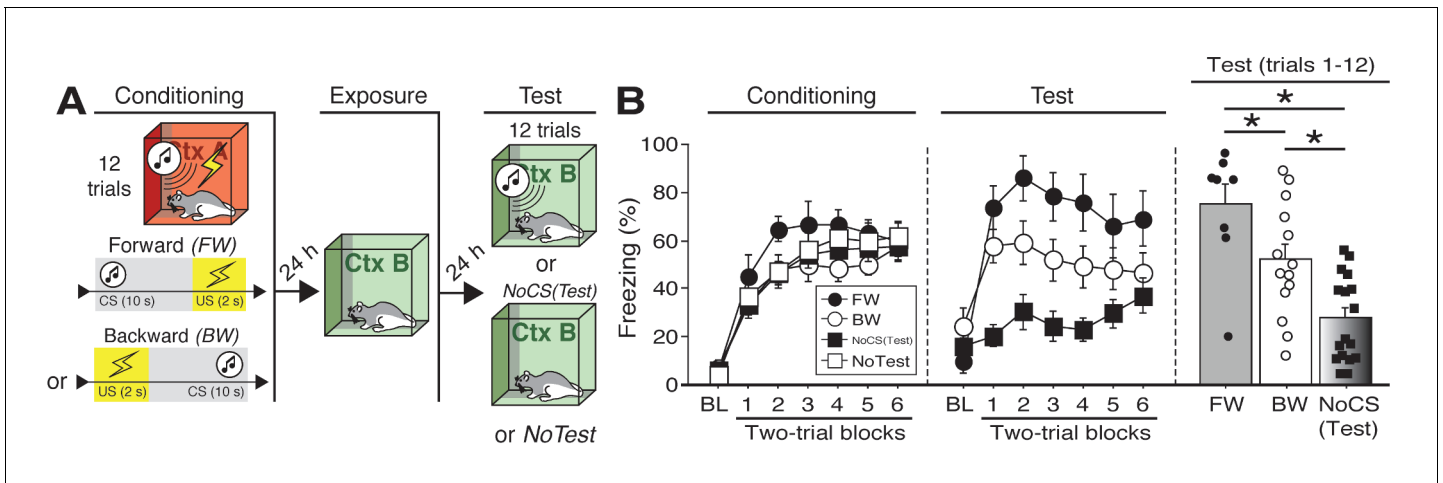 A
Conditioning
Exposure
Test
12 trials
Ctx A
12
trials
Forward (FW)
CS (10 s)
US (2 s)
Backward (BW)
or
US (2 s)
CS (10 s)
24 h
Ctx B
24 h
Ctx B
or
NoCS(Test)
Ctx B
or NoTest
B
Conditioning
Test
Test (trials 1-12)
*
*
*
Freezing (%)
100
80
60
40
20
0
FW
BW
NoCS(Test)
NoTest
BL 1 2 3 4 5 6
Two-trial blocks
BL 1 2 3 4 5 6
Two-trial blocks
FW BW NoCS
(Test)